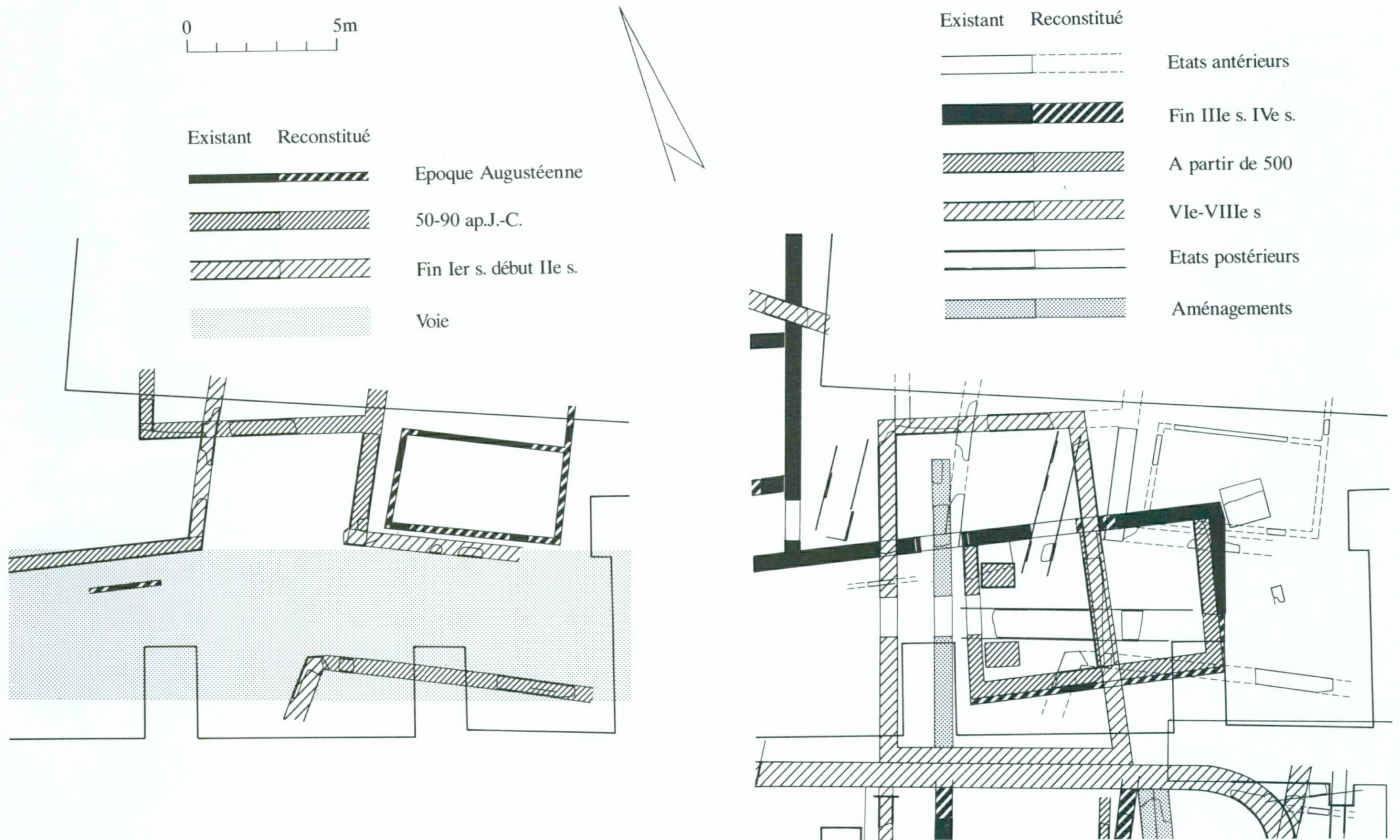 0 5m
Existant Reconstitué
Epoque Augustéenne
50-90 ap.J.-C.
Fin Ier s. début IIe s.
Voie
Existant Reconstitué
Etats antérieurs
Fin IIIe s. IVe s.
A partir de 500
VIe-VIIIe s
Etats postérieurs
Aménagements